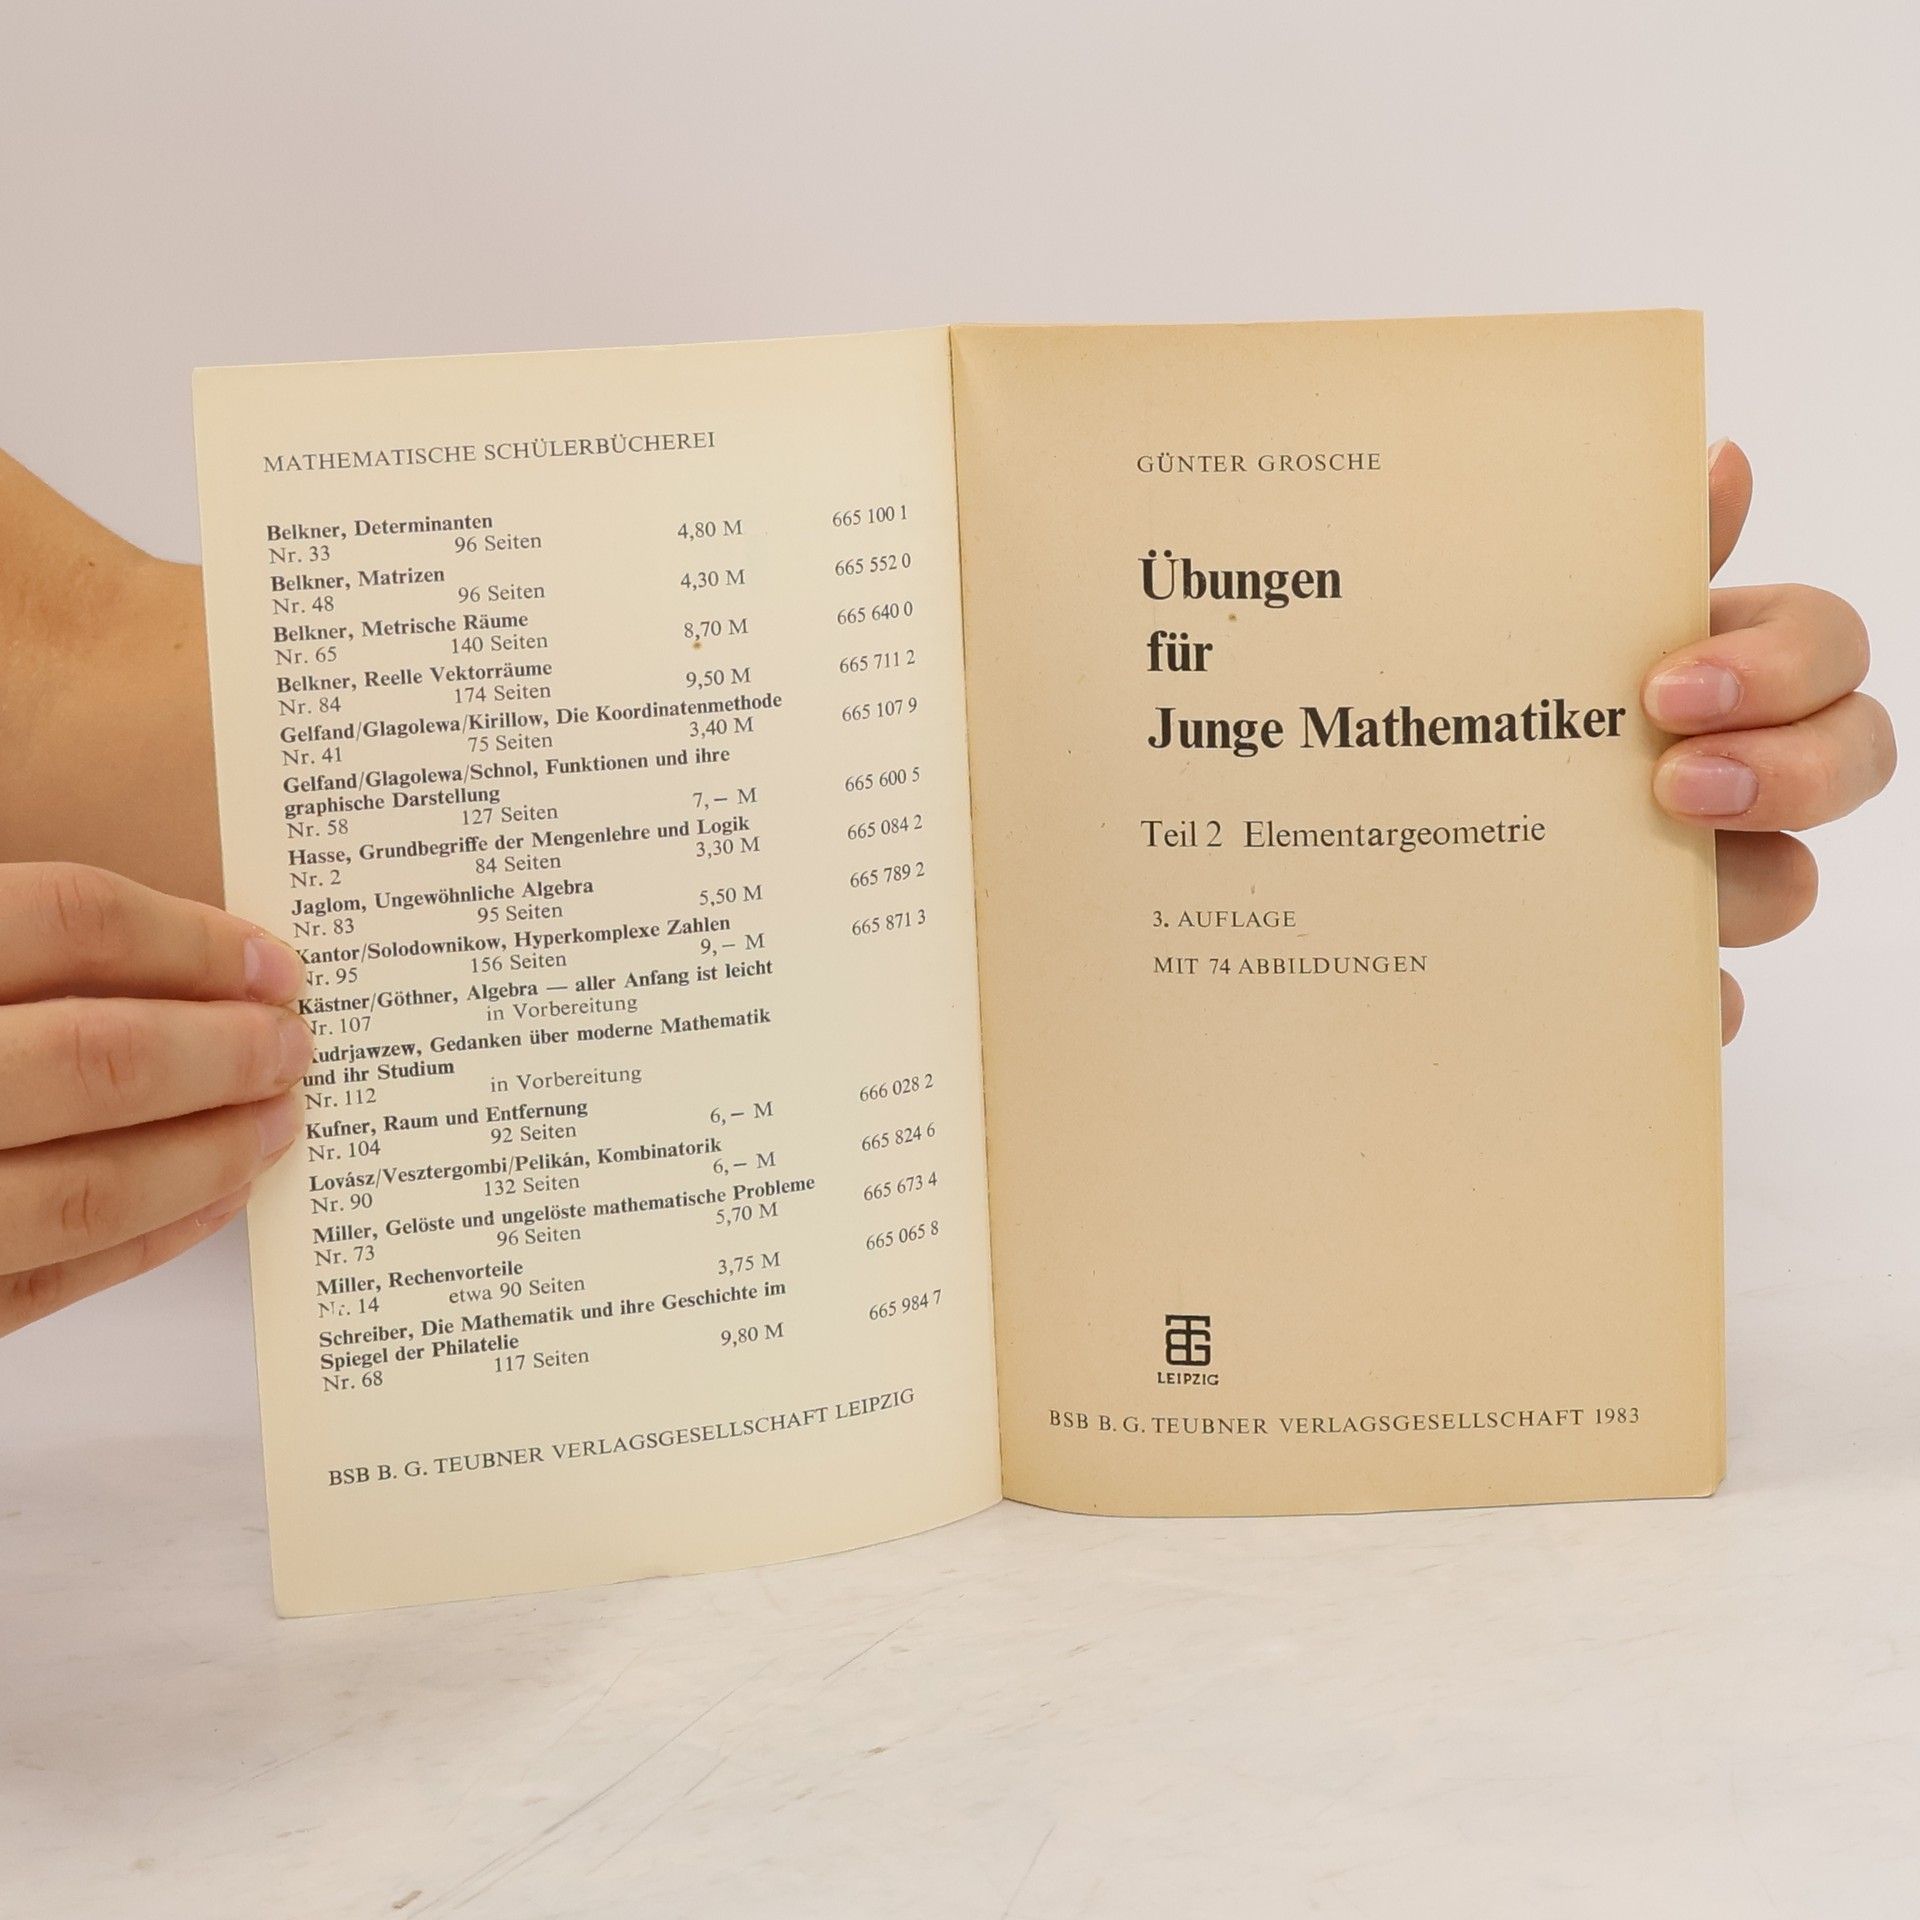 MATHEMATISCHE SCHÜLERBÜCHEREI
Belkner, Determinanten
Nr. 33 96 Seiten 4,80 M 665 100 1
Belkner, Matrizen
Nr. 48 96 Seiten 4,30 M 665 552 0
Belkner, Metrische Räume
Nr. 65 140 Seiten 8,70 M 665 640 0
Belkner, Reelle Vektorräume
Nr. 84 174 Seiten 9,50 M 665 711 2
Gelfand/Glagolewa/Kirillow, Die Koordinatenmethode
Nr. 41 75 Seiten 3,40 M 665 107 9
Gelfand/Glagolewa/Schnol, Funktionen und ihre
graphische Darstellung
Nr. 58 127 Seiten 7,— M 665 600 5
Hasse, Grundbegriffe der Mengenlehre und Logik
Nr. 2 84 Seiten 3,30 M 665 084 2
Jaglom, Ungewöhnliche Algebra
Nr. 83 95 Seiten 5,50 M 665 789 2
Kantor/Solodownikow, Hyperkomplexe Zahlen
Nr. 95 156 Seiten 9,— M 665 871 3
Kästner/Göthner, Algebra — aller Anfang ist leicht
Nr. 107 in Vorbereitung
Kudrjawzew, Gedanken über moderne Mathematik
und ihr Studium
Nr. 112 in Vorbereitung
Kufner, Raum und Entfernung
Nr. 104 92 Seiten 6,— M 666 028 2
Lovász/Vesztergombi/Pelikán, Kombinatorik
Nr. 90 132 Seiten 6,— M 665 824 6
Miller, Gelöste und ungelöste mathematische Probleme
Nr. 73 96 Seiten 5,70 M 665 673 4
Miller, Rechenvorteile
Nr. 14 etwa 90 Seiten 3,75 M 665 065 8
Schreiber, Die Mathematik und ihre Geschichte im
Spiegel der Philatelie
Nr. 68 117 Seiten 9,80 M 665 984 7
BSB B. G. TEUBNER VERLAGSGESELLSCHAFT LEIPZIG
GÜNTER GROSCHE
Übungen
für
Junge Mathematiker
Teil 2 Elementargeometrie
3. AUFLAGE
MIT 74 ABBILDUNGEN
LEIPZIG
BSB B. G. TEUBNER VERLAGSGESELLSCHAFT 1983